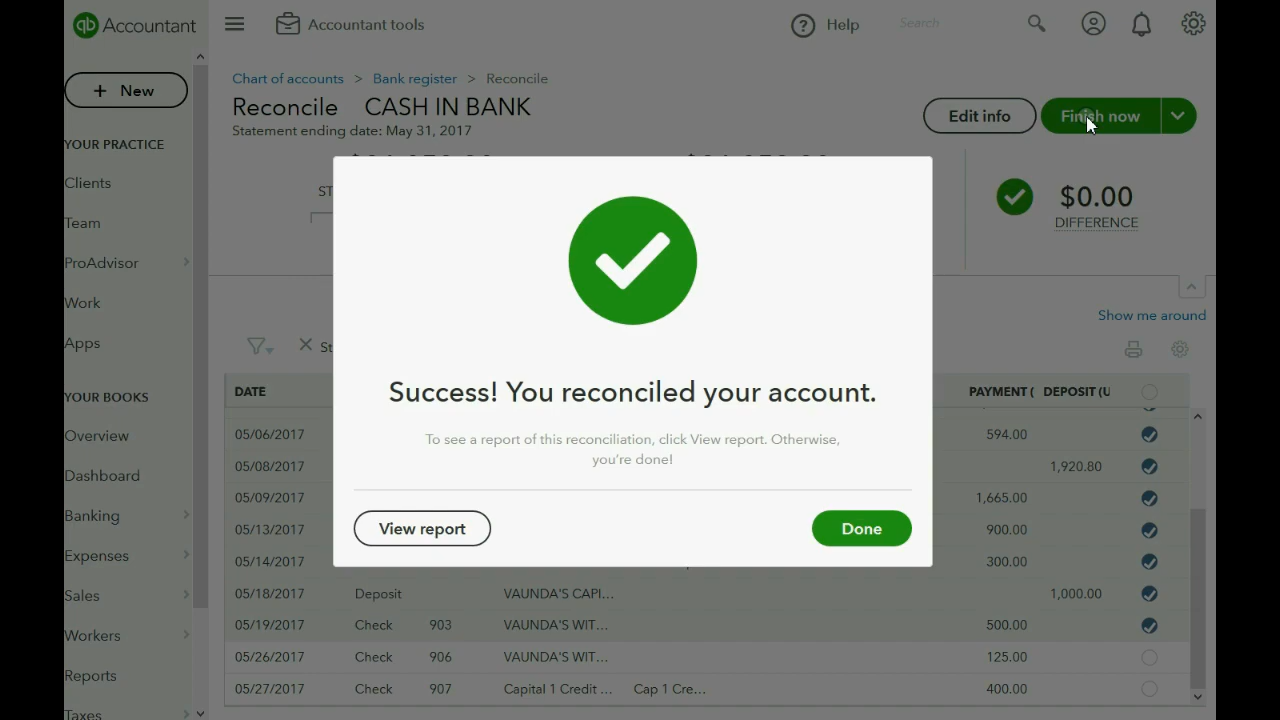 qb Accountant
Accountant tools
? Help
Search
+ New
Chart of accounts > Bank register > Reconcile
Reconcile CASH IN BANK
Statement ending date: May 31, 2017
Edit info
Finish now
YOUR PRACTICE
Clients
Team
ProAdvisor
Work
Apps
YOUR BOOKS
Overview
Dashboard
Banking
Expenses
Sales
Workers
Reports
Taxes
$0.00
DIFFERENCE
Show me around
Success! You reconciled your account.
To see a report of this reconciliation, click View report. Otherwise,
you're done!
View report
Done
DATE PAYMENT ( DEPOSIT (U
05/06/2017 594.00
05/08/2017 1,920.80
05/09/2017 1,665.00
05/13/2017 900.00
05/14/2017 300.00
05/18/2017 Deposit VAUNDA'S CAPI... 1,000.00
05/19/2017 Check 903 VAUNDA'S WIT... 500.00
05/26/2017 Check 906 VAUNDA'S WIT... 125.00
05/27/2017 Check 907 Capital 1 Credit ... Cap 1 Cre... 400.00